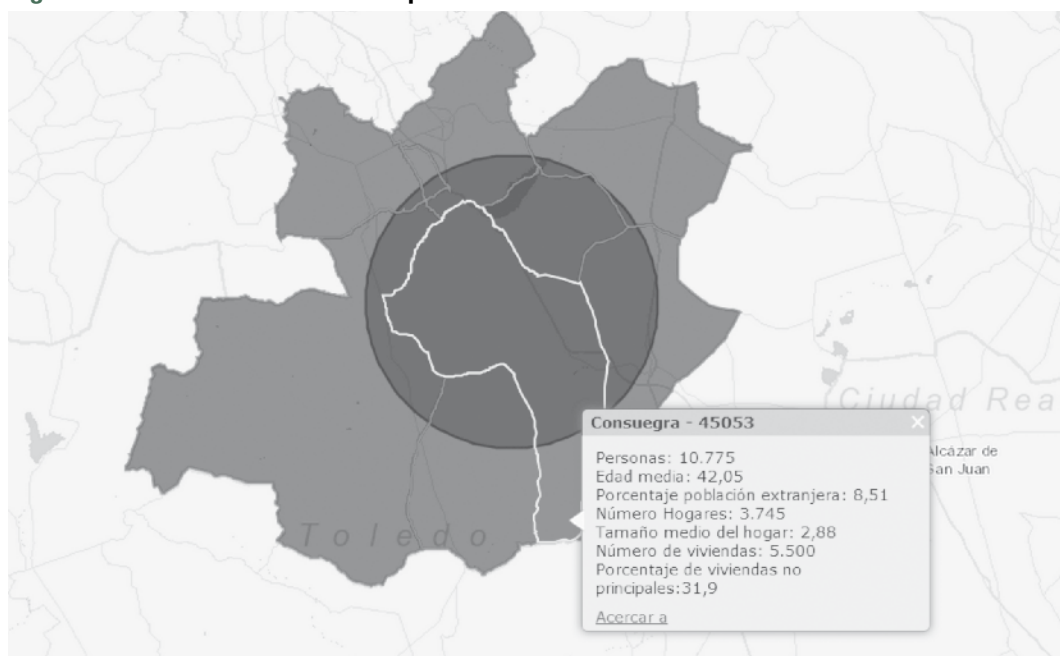 Ciudad Rea
Alcázar de
San Juan
Toledo
Consuegra - 45053
Personas: 10.775
Edad media: 42,05
Porcentaje población extranjera: 8,51
Número Hogares: 3.745
Tamaño medio del hogar: 2,88
Número de viviendas: 5.500
Porcentaje de viviendas no
principales:31,9
Acercar a